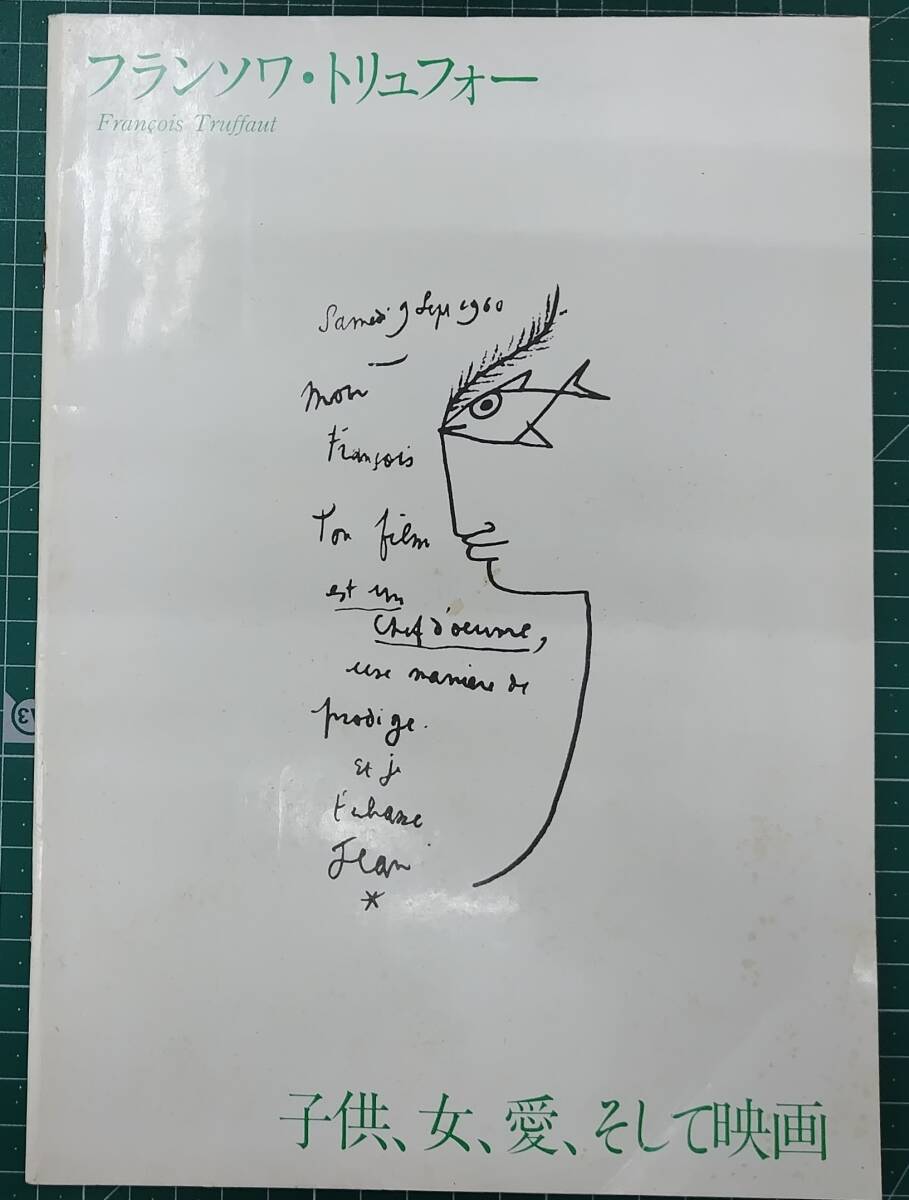 フランソワ・トリュフォー
François Truffaut
Samedi 9 Sept 1960
mon
François
Ton film
est un
Chef d'oeuvre,
une manière de
prodige.
Et je
t'embrasse
Jean
子供、女、愛、そして映画